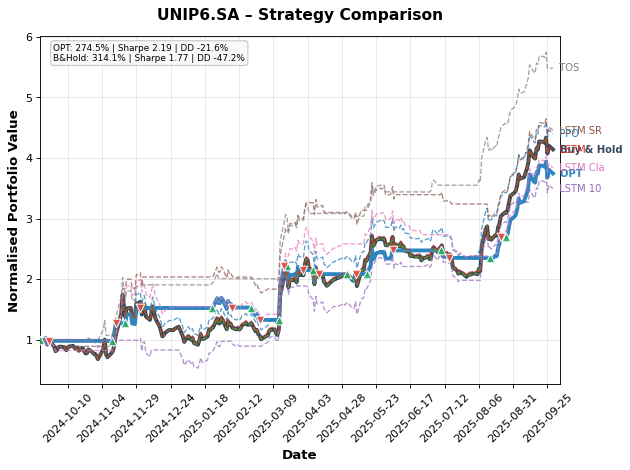 UNIP6.SA – Strategy Comparison
OPT: 274.5% | Sharpe 2.19 | DD -21.6%
B&Hold: 314.1% | Sharpe 1.77 | DD -47.2%
Normalised Portfolio Value
6
5
4
3
2
1
TOS
LSTM SR
PPO
Buy & Hold
LSTM Cla
OPT
LSTM 10
2024-10-10
2024-11-04
2024-11-29
2024-12-24
2025-01-18
2025-02-12
2025-03-09
2025-04-03
2025-04-28
2025-05-23
2025-06-17
2025-07-12
2025-08-06
2025-08-31
2025-09-25
Date